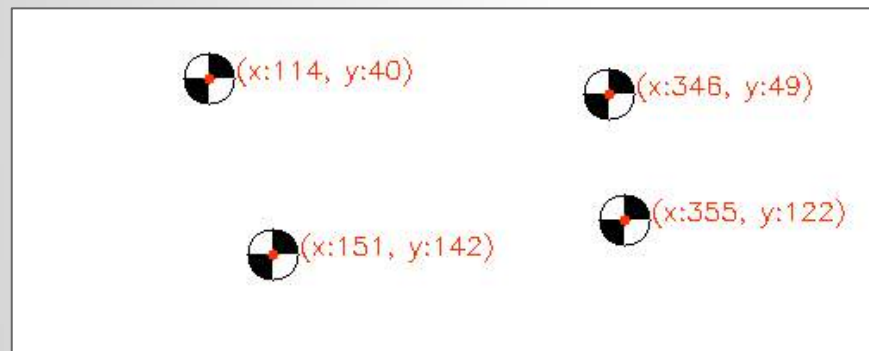 (x:114, y:40)
(x:346, y:49)
(x:355, y:122)
(x:151, y:142)